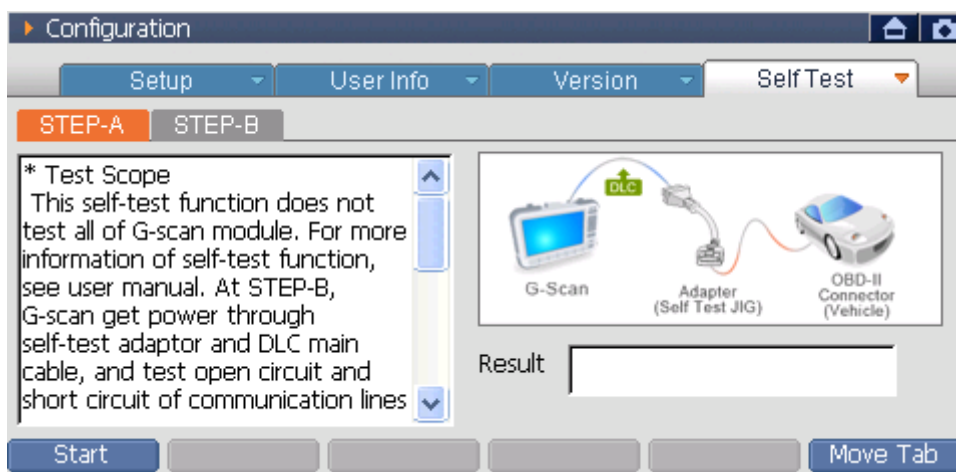 Configuration
Setup
User Info
Version
Self Test
STEP-A
STEP-B
* Test Scope
This self-test function does not
test all of G-scan module. For more
information of self-test function,
see user manual. At STEP-B,
G-scan get power through
self-test adaptor and DLC main
cable, and test open circuit and
short circuit of communication lines
DLC
G-Scan
Adapter
(Self Test JIG)
OBD-II
Connector
(Vehicle)
Result
Start
Move Tab